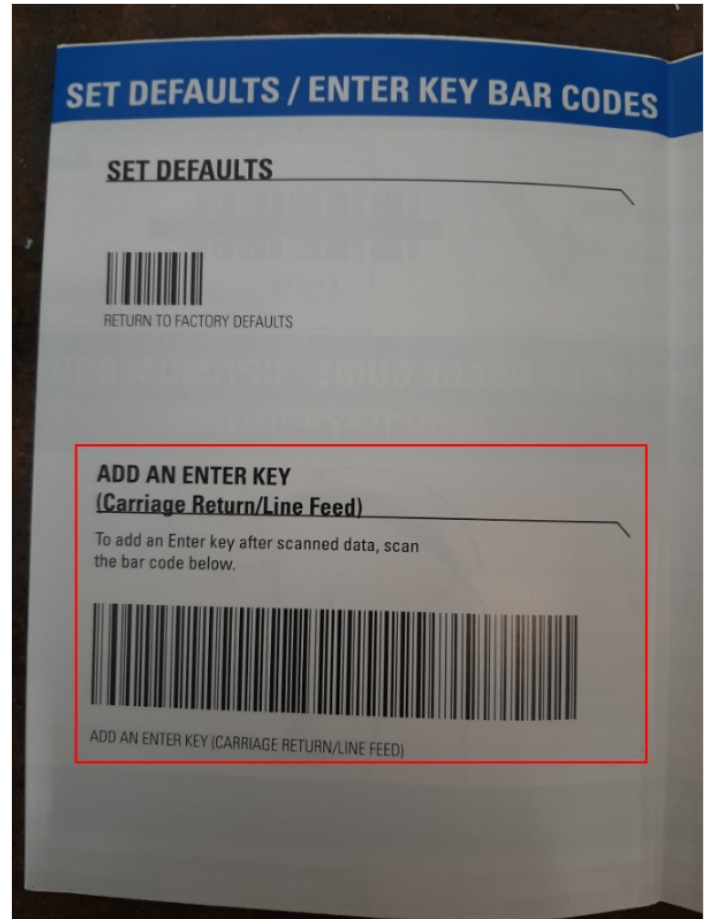 SET DEFAULTS / ENTER KEY BAR CODES
SET DEFAULTS
RETURN TO FACTORY DEFAULTS
ADD AN ENTER KEY
(Carriage Return/Line Feed)
To add an Enter key after scanned data, scan
the bar code below.
ADD AN ENTER KEY (CARRIAGE RETURN/LINE FEED)